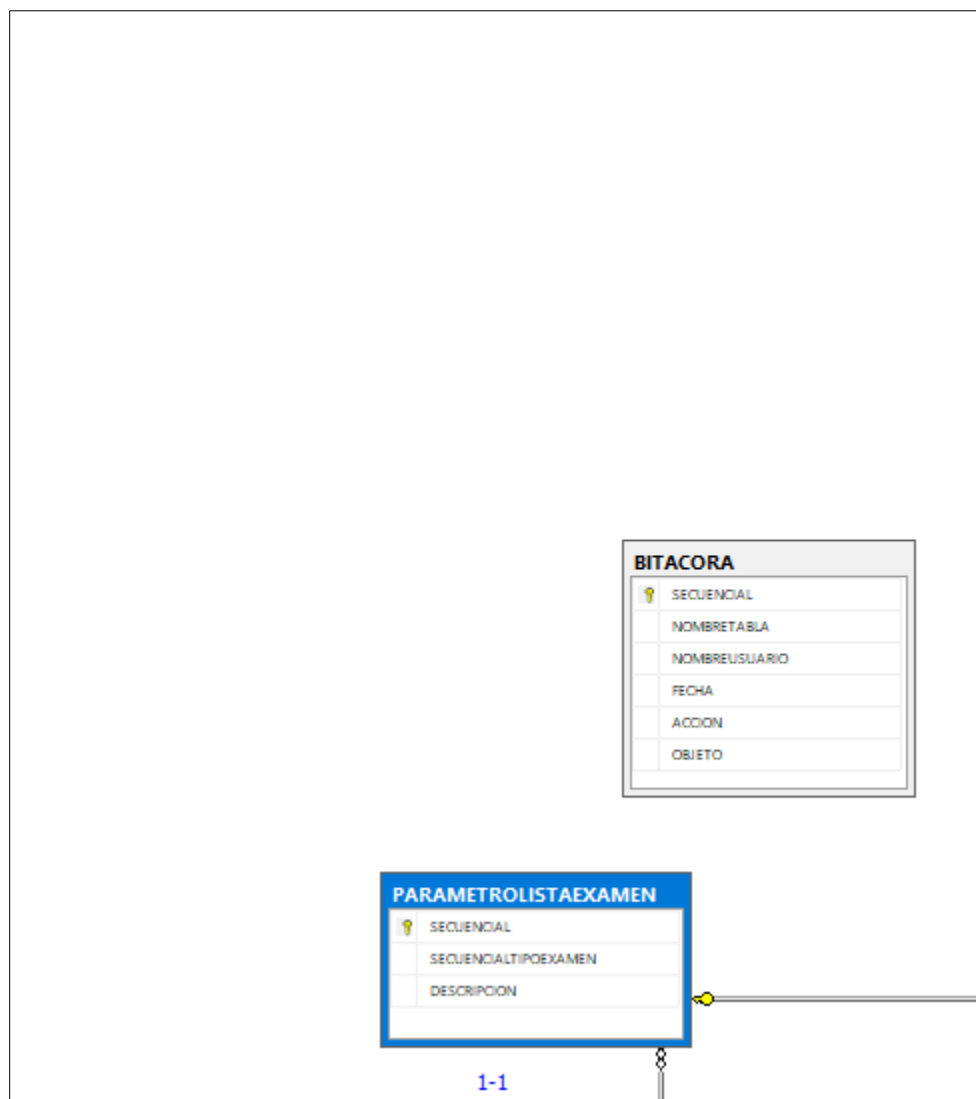 BITACORA
SECUENCIAL
NOMBRETABLA
NOMBREUSUARIO
FECHA
ACCION
OBJETO
PARAMETROLISTAEXAMEN
SECUENCIAL
SECUENCIALTIPOEXAMEN
DESCRIPCION
1-1